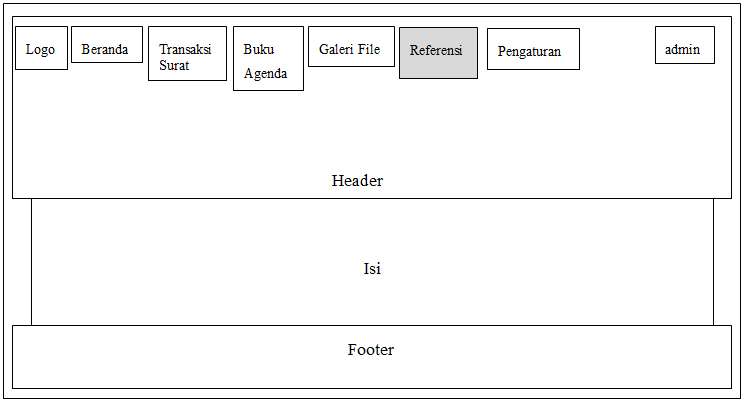 Logo
Beranda
Transaksi
Surat
Buku
Agenda
Galeri File
Referensi
Pengaturan
admin
Header
Isi
Footer